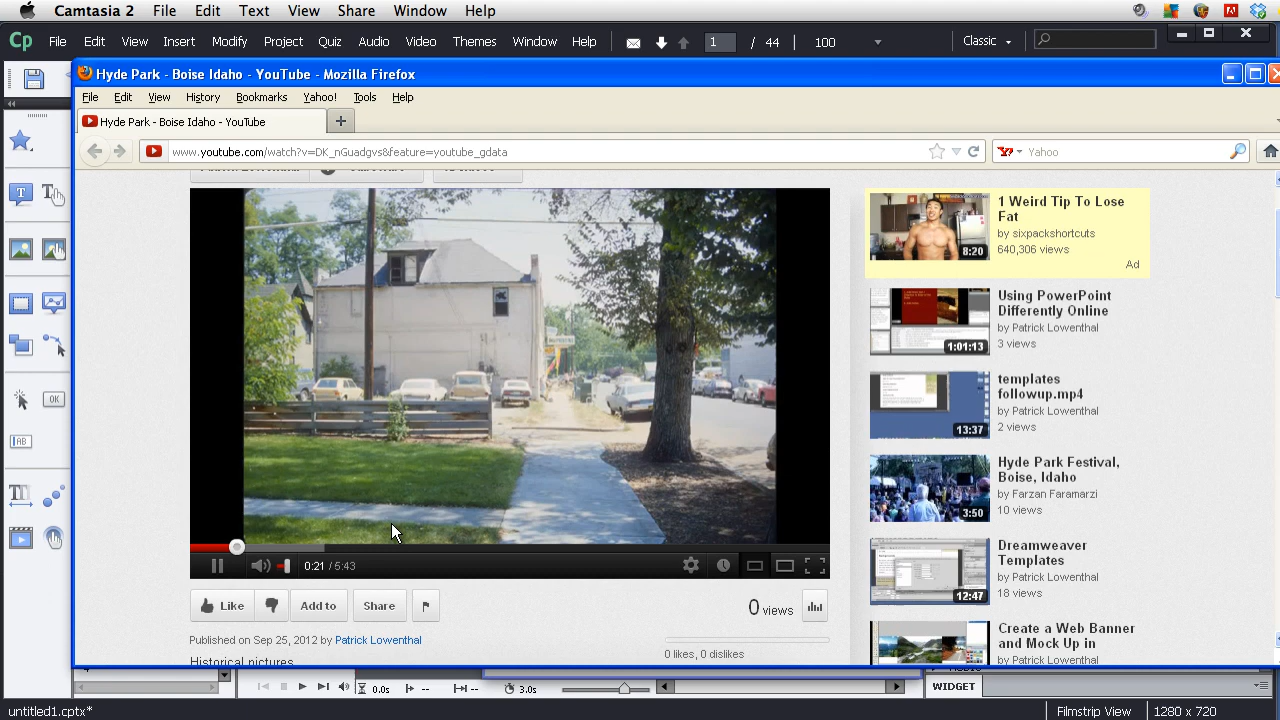 Camtasia 2 File Edit Text View Share Window Help
Cp File Edit View Insert Modify Project Quiz Audio Video Themes Window Help 1 / 44 100 Classic
Hyde Park - Boise Idaho - YouTube - Mozilla Firefox
File Edit View History Bookmarks Yahoo! Tools Help
Hyde Park - Boise Idaho - YouTube
www.youtube.com/watch?v=DK_nGuadgvs&feature=youtube_gdata
Yahoo
1 Weird Tip To Lose
Fat
by sixpackshortcuts
640,306 views
8:20
Ad
Using PowerPoint
Differently Online
by Patrick Lowenthal
3 views
1:01:13
templates
followup.mp4
by Patrick Lowenthal
2 views
13:37
Hyde Park Festival,
Boise, Idaho
by Farzan Faramarzi
10 views
3:50
Dreamweaver
Templates
by Patrick Lowenthal
18 views
12:47
Create a Web Banner
and Mock Up in
by Patrick Lowenthal
OK
AB
0:21 / 5:48
Like Add to Share
0 views
Published on Sep 25, 2012 by Patrick Lowenthal
0 likes, 0 dislikes
Historical pictures
0.0s -- -- 3.0s
WIDGET
untitled1.cptx*
Filmstrip View 1280 x 720